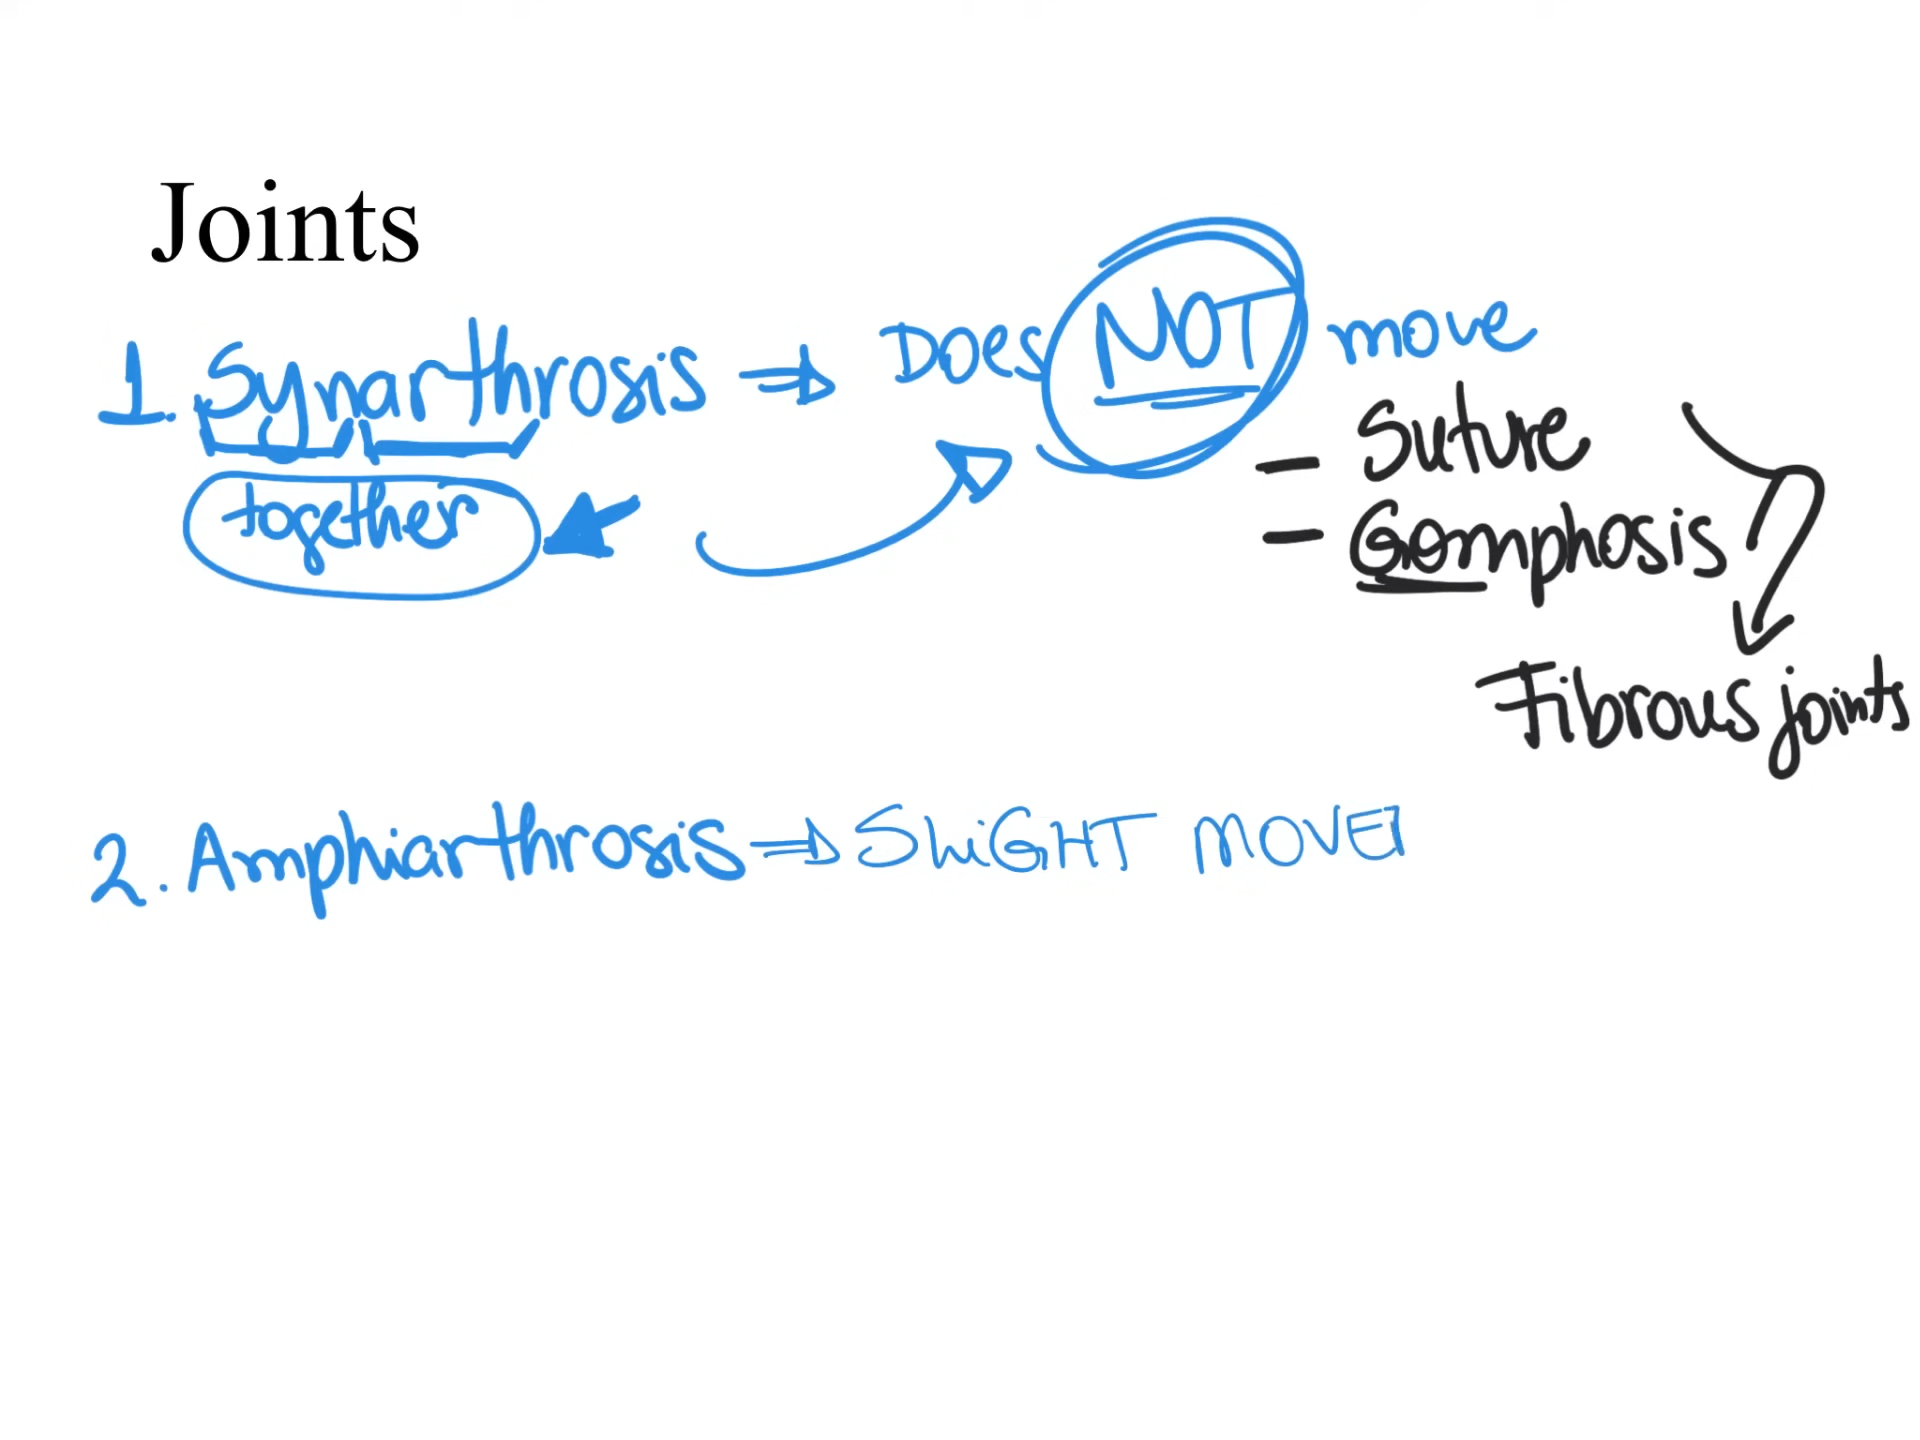 Joints
1. Synarthrosis ⇒ Does NOT move
together
- Suture
- Gomphosis
Fibrous joints
2. Amphiarthrosis ⇒ SLiGHT MOVE